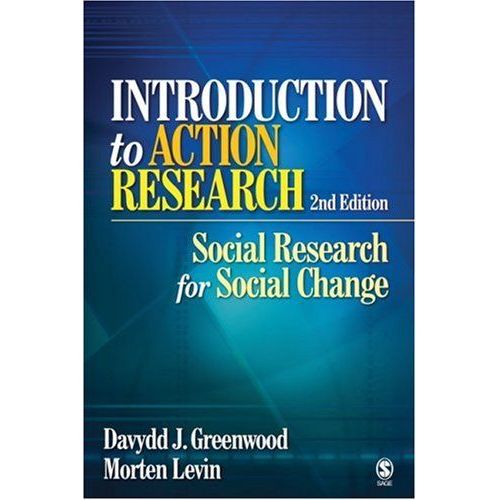 INTRODUCTION
to ACTION
RESEARCH 2nd Edition
Social Research
for Social Change
Davydd J. Greenwood
Morten Levin
S
SAGE